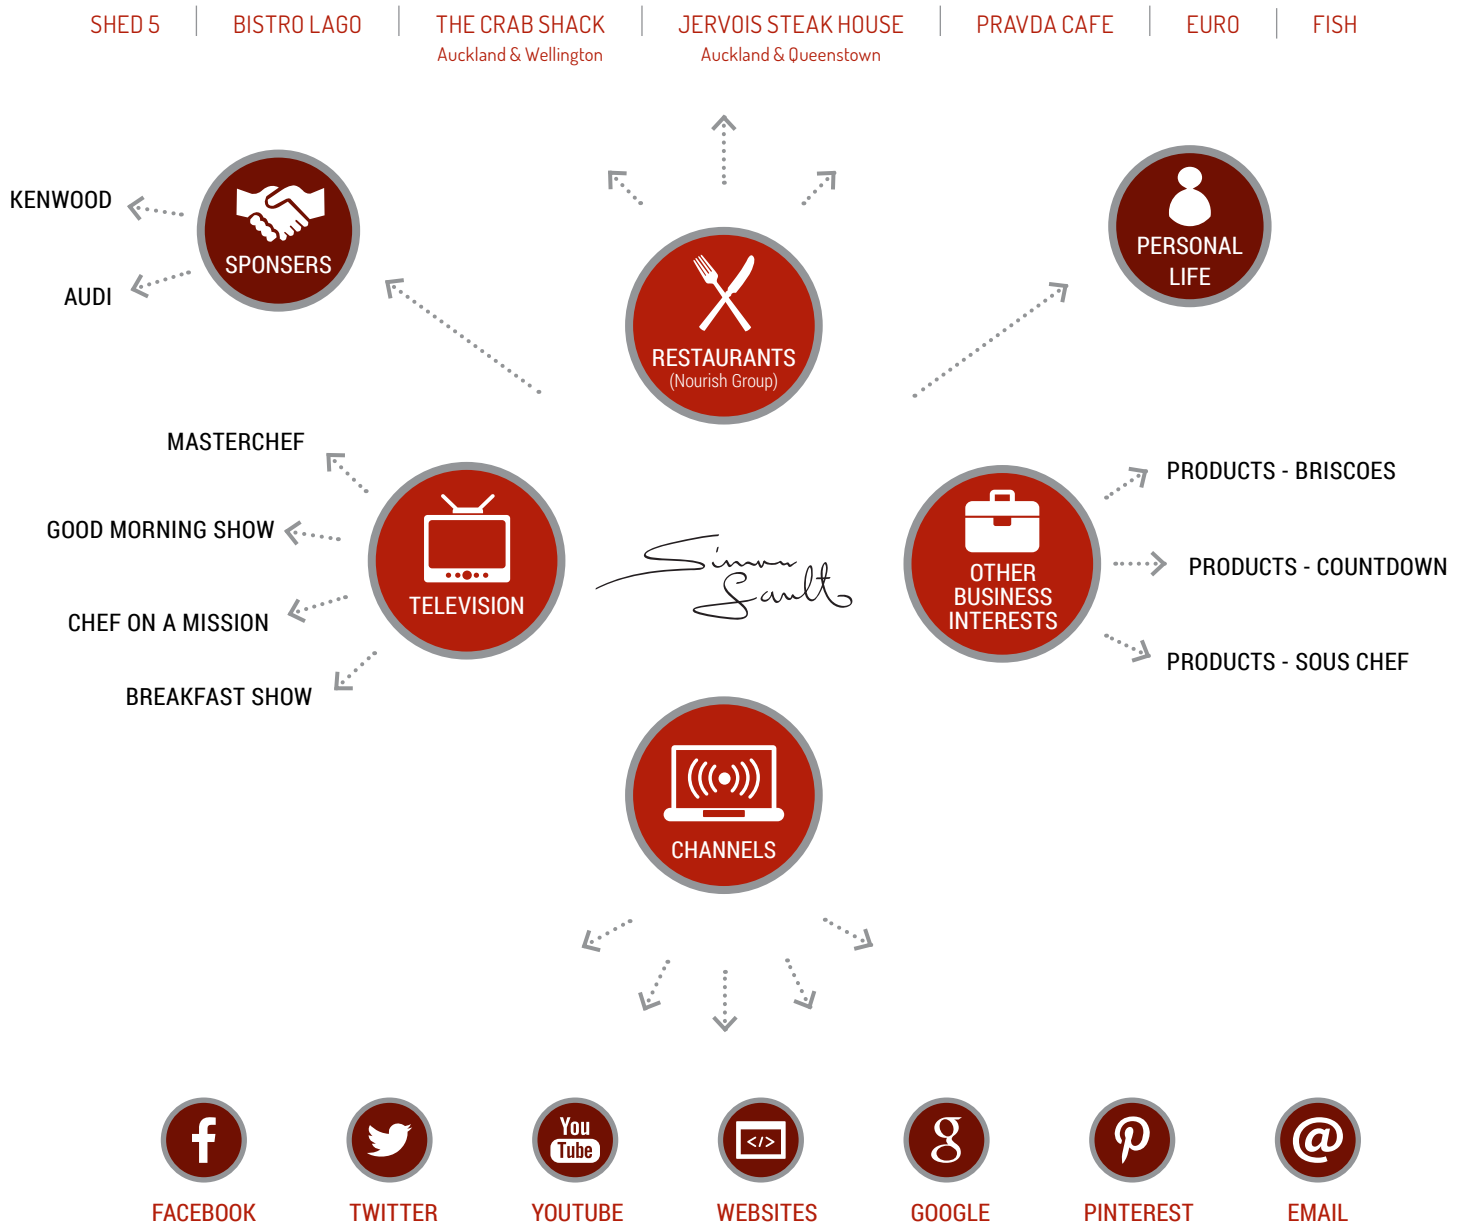 SHED 5
BISTRO LAGO
THE CRAB SHACK
Auckland & Wellington
JERVOIS STEAK HOUSE
Auckland & Queenstown
PRAVDA CAFE
EURO
FISH
KENWOOD
AUDI
SPONSERS
RESTAURANTS
(Nourish Group)
PERSONAL
LIFE
MASTERCHEF
GOOD MORNING SHOW
CHEF ON A MISSION
BREAKFAST SHOW
TELEVISION
Simon
Gault
OTHER
BUSINESS
INTERESTS
PRODUCTS - BRISCOES
PRODUCTS - COUNTDOWN
PRODUCTS - SOUS CHEF
CHANNELS
f
You
Tube
</>
g
p
@
FACEBOOK
TWITTER
YOUTUBE
WEBSITES
GOOGLE
PINTEREST
EMAIL